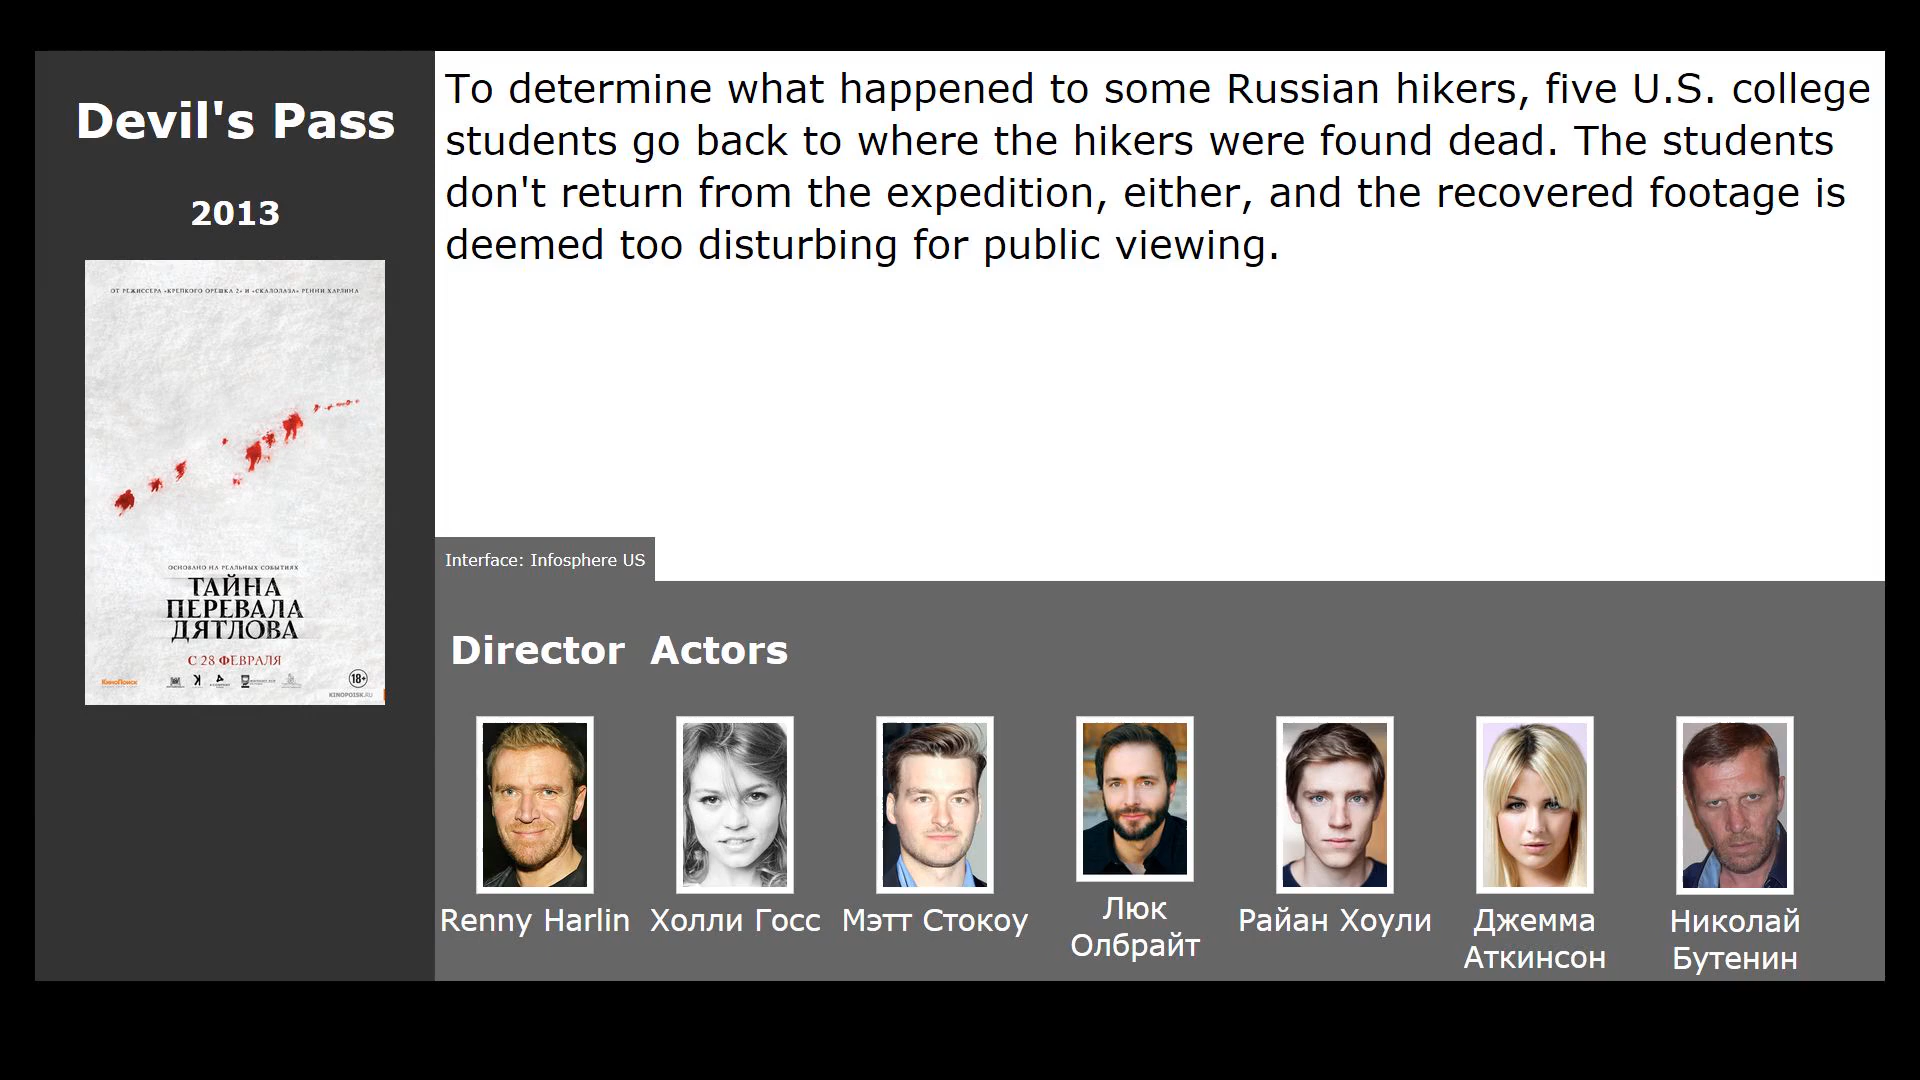 Devil's Pass
2013
ОТ РЕЖИССЕРА «КРЕПКОГО ОРЕШКА 2» И «СКАЛОЛАЗА» РЕННИ ХАРЛИНА
ОСНОВАНО НА РЕАЛЬНЫХ СОБЫТИЯХ
ТАЙНА
ПЕРЕВАЛА
ДЯТЛОВА
С 28 ФЕВРАЛЯ
КиноПоиск
18+
KINOPOISK.RU
To determine what happened to some Russian hikers, five U.S. college
students go back to where the hikers were found dead. The students
don't return from the expedition, either, and the recovered footage is
deemed too disturbing for public viewing.
Interface: Infosphere US
Director Actors
Renny Harlin
Холли Госс
Мэтт Стокоу
Люк
Олбрайт
Райан Хоули
Джемма
Аткинсон
Николай
Бутенин